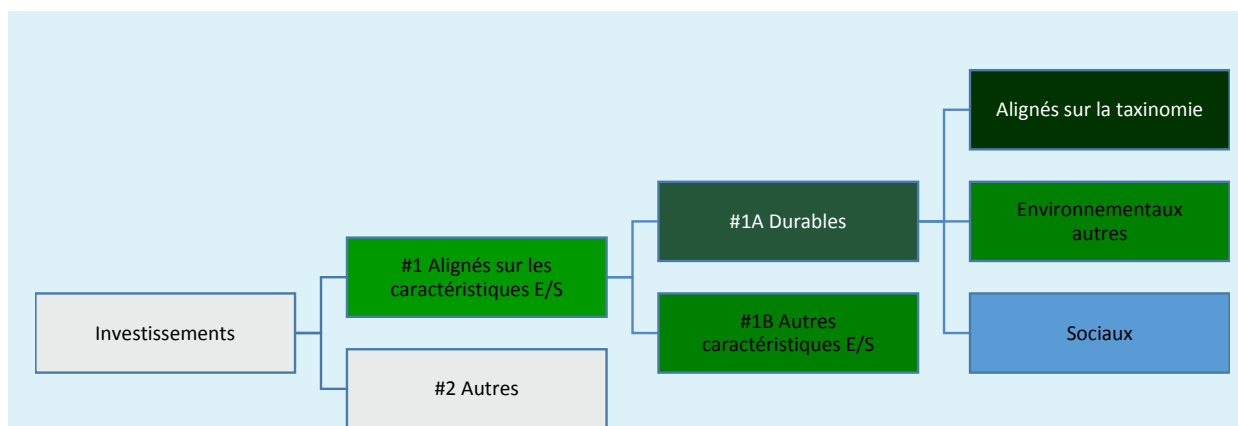 Investissements
#1 Alignés sur les
caractéristiques E/S
#2 Autres
#1A Durables
#1B Autres
caractéristiques E/S
Alignés sur la taxinomie
Environnementaux
autres
Sociaux